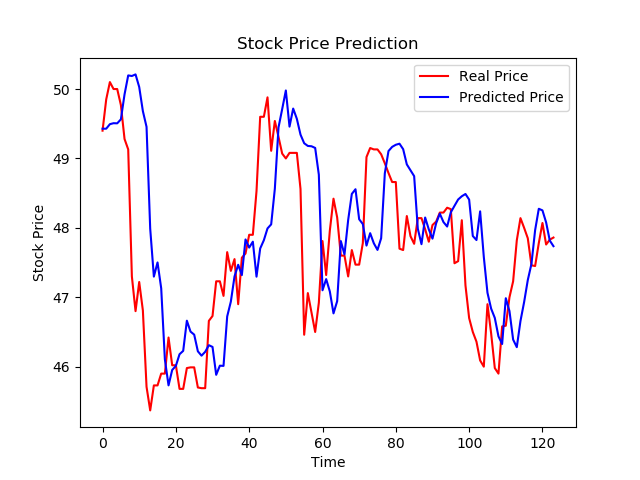 Stock Price Prediction
Real Price
Predicted Price
Stock Price
50
49
48
47
46
0 20 40 60 80 100 120
Time